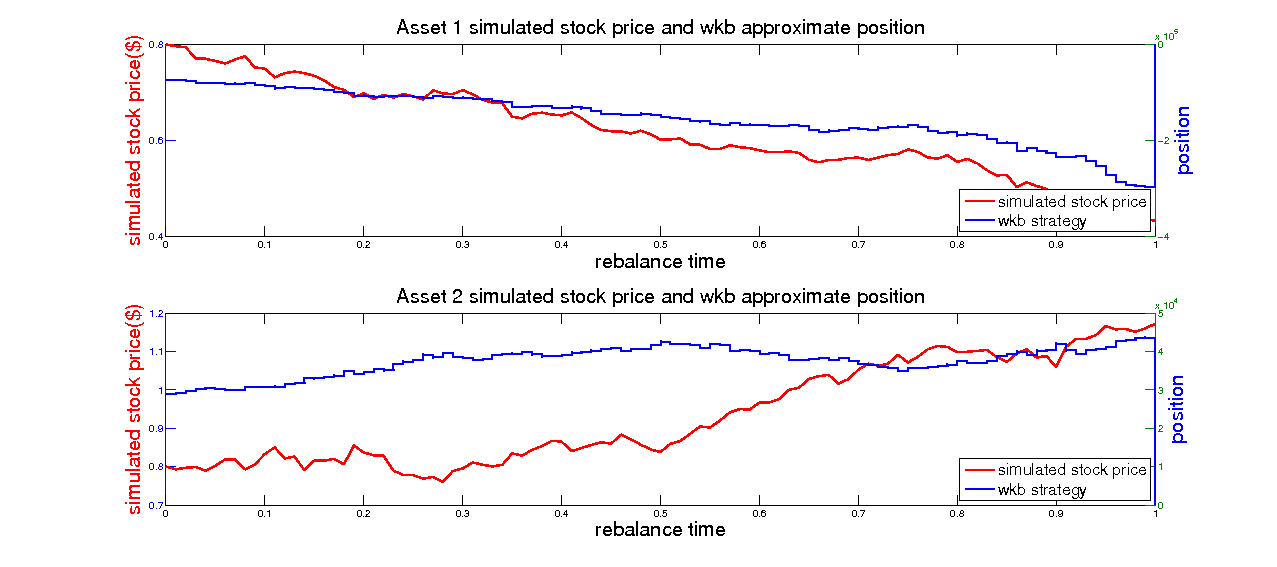 Asset 1 simulated stock price and wkb approximate position
x 10^5
simulated stock price($)
0.8
0.6
0.4
0
-2
-4
position
simulated stock price
wkb strategy
0 0.1 0.2 0.3 0.4 0.5 0.6 0.7 0.8 0.9 1
rebalance time
Asset 2 simulated stock price and wkb approximate position
x 10^4
simulated stock price($)
1.2
1.1
1
0.9
0.8
0.7
5
4
3
2
1
0
position
simulated stock price
wkb strategy
0 0.1 0.2 0.3 0.4 0.5 0.6 0.7 0.8 0.9 1
rebalance time